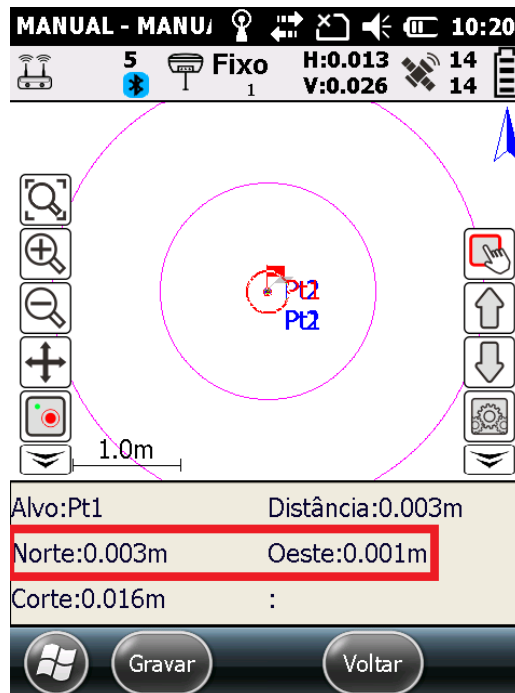 MANUAL - MANU
10:20
5 Fixo H:0.013 14
1 V:0.026 14
Pt2
1.0m
Alvo:Pt1 Distância:0.003m
Norte:0.003m Oeste:0.001m
Corte:0.016m :
Gravar Voltar